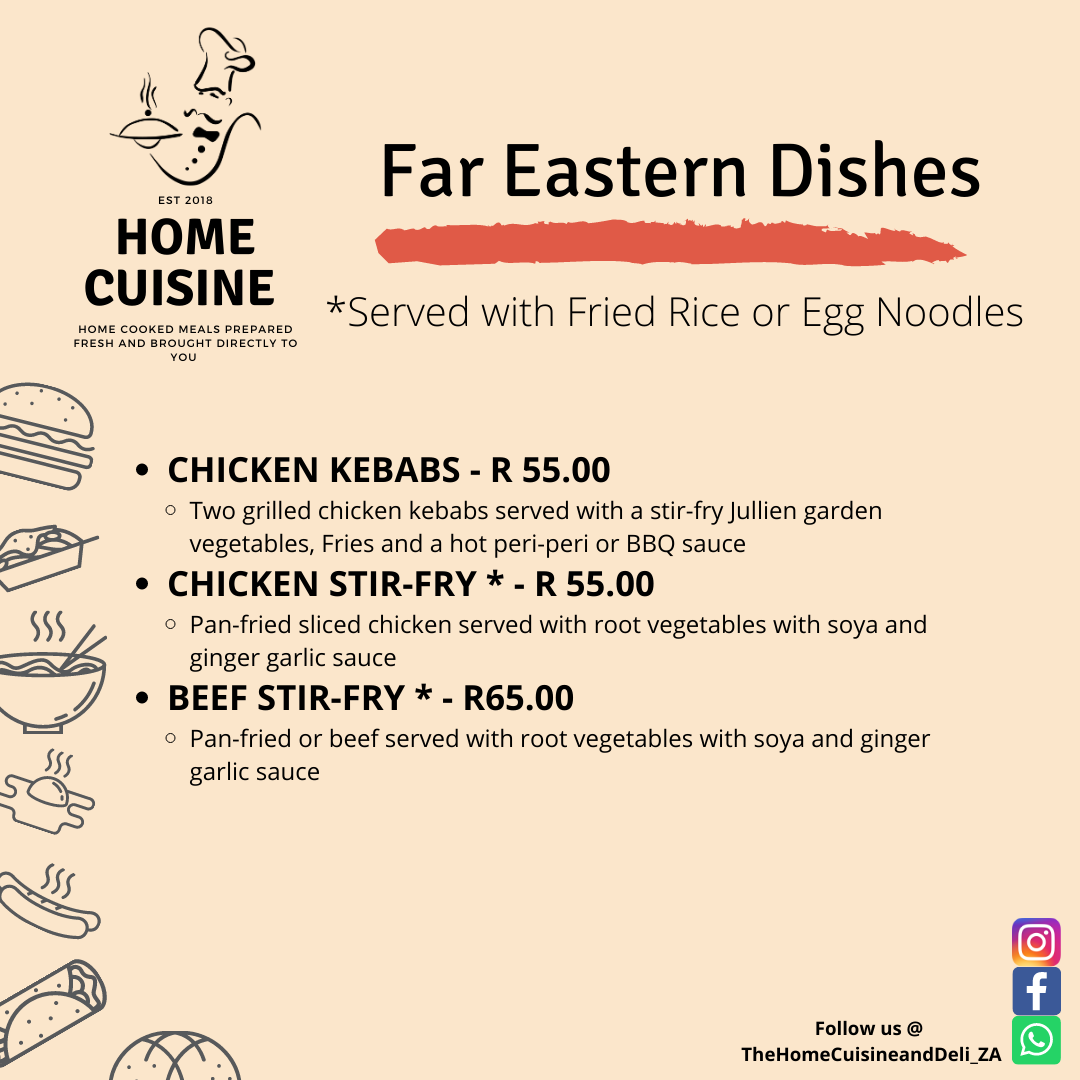 EST 2018
HOME
CUISINE
HOME COOKED MEALS PREPARED
FRESH AND BROUGHT DIRECTLY TO
YOU
Far Eastern Dishes
*Served with Fried Rice or Egg Noodles
• CHICKEN KEBABS - R 55.00
○ Two grilled chicken kebabs served with a stir-fry Jullien garden
vegetables, Fries and a hot peri-peri or BBQ sauce
• CHICKEN STIR-FRY * - R 55.00
○ Pan-fried sliced chicken served with root vegetables with soya and
ginger garlic sauce
• BEEF STIR-FRY * - R65.00
○ Pan-fried or beef served with root vegetables with soya and ginger
garlic sauce
Follow us @
TheHomeCuisineandDeli_ZA